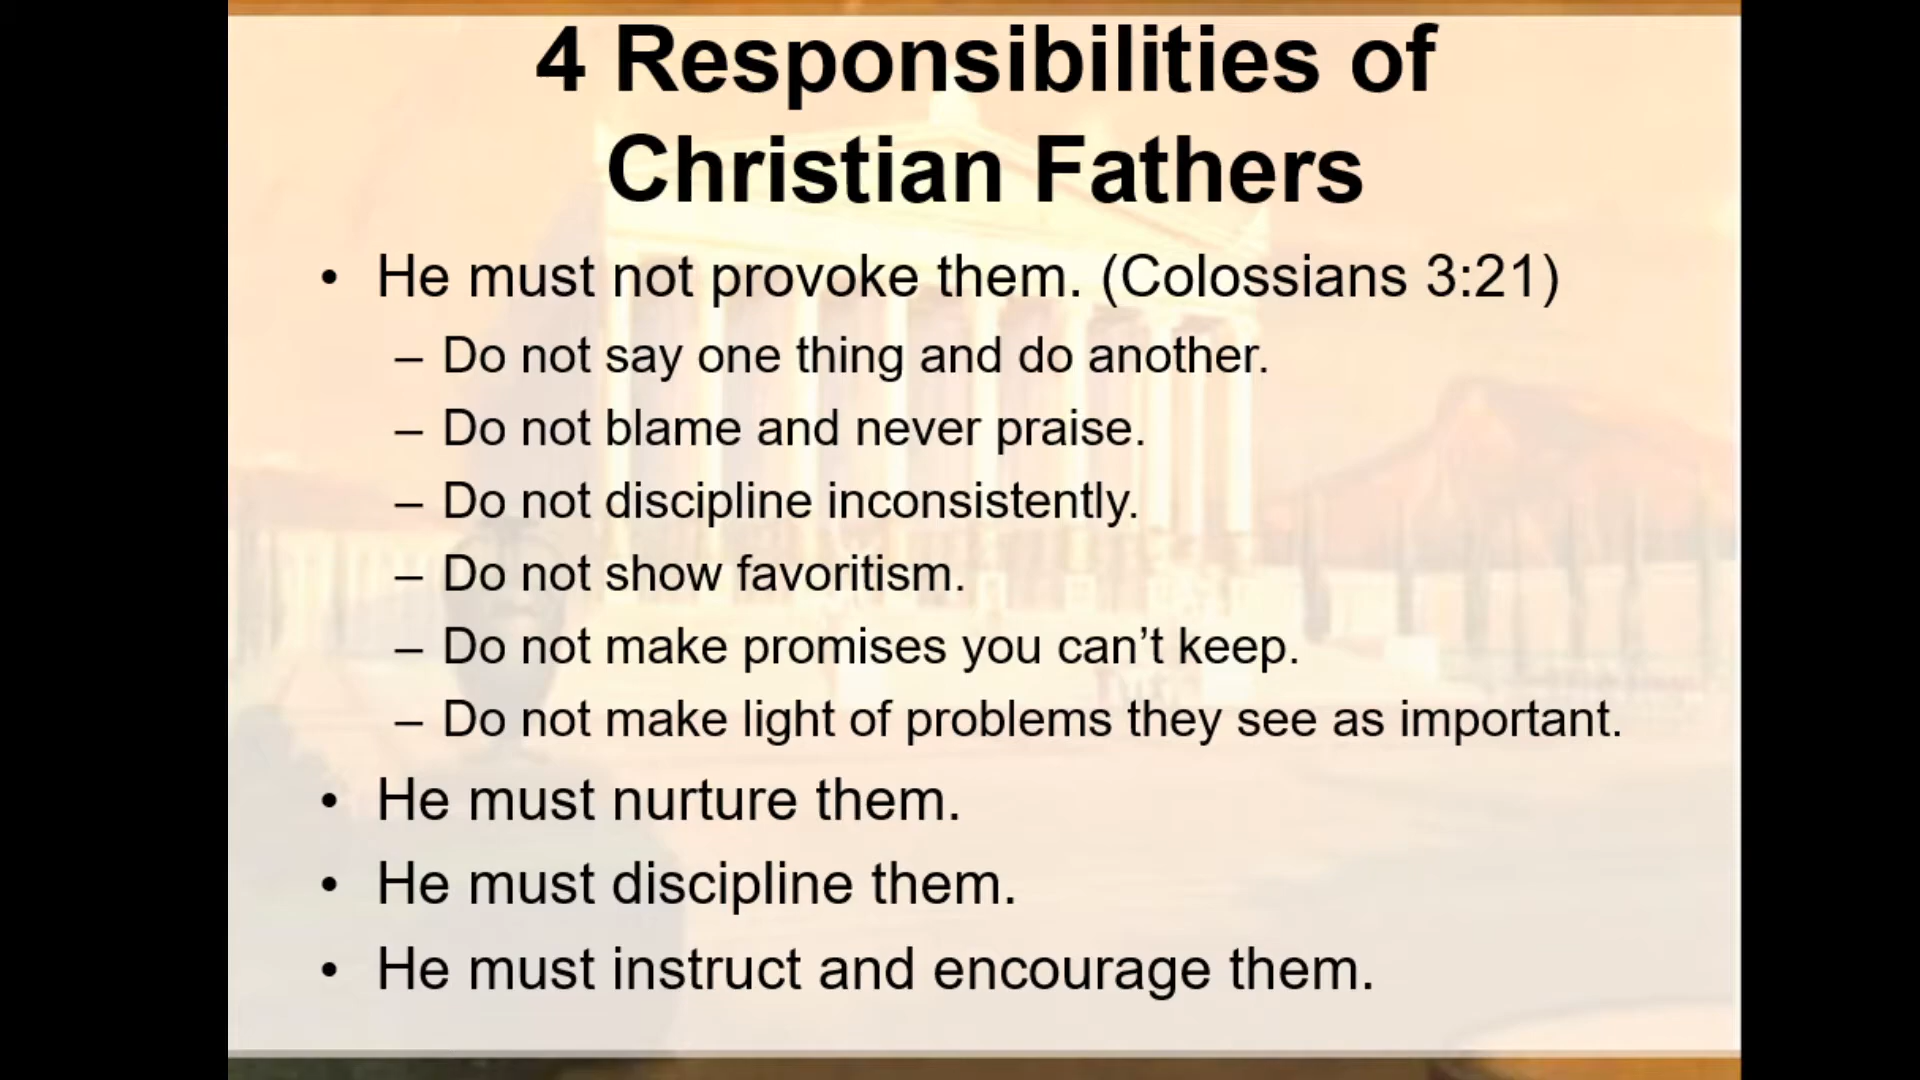 4 Responsibilities of
Christian Fathers
• He must not provoke them. (Colossians 3:21)
– Do not say one thing and do another.
– Do not blame and never praise.
– Do not discipline inconsistently.
– Do not show favoritism.
– Do not make promises you can’t keep.
– Do not make light of problems they see as important.
• He must nurture them.
• He must discipline them.
• He must instruct and encourage them.